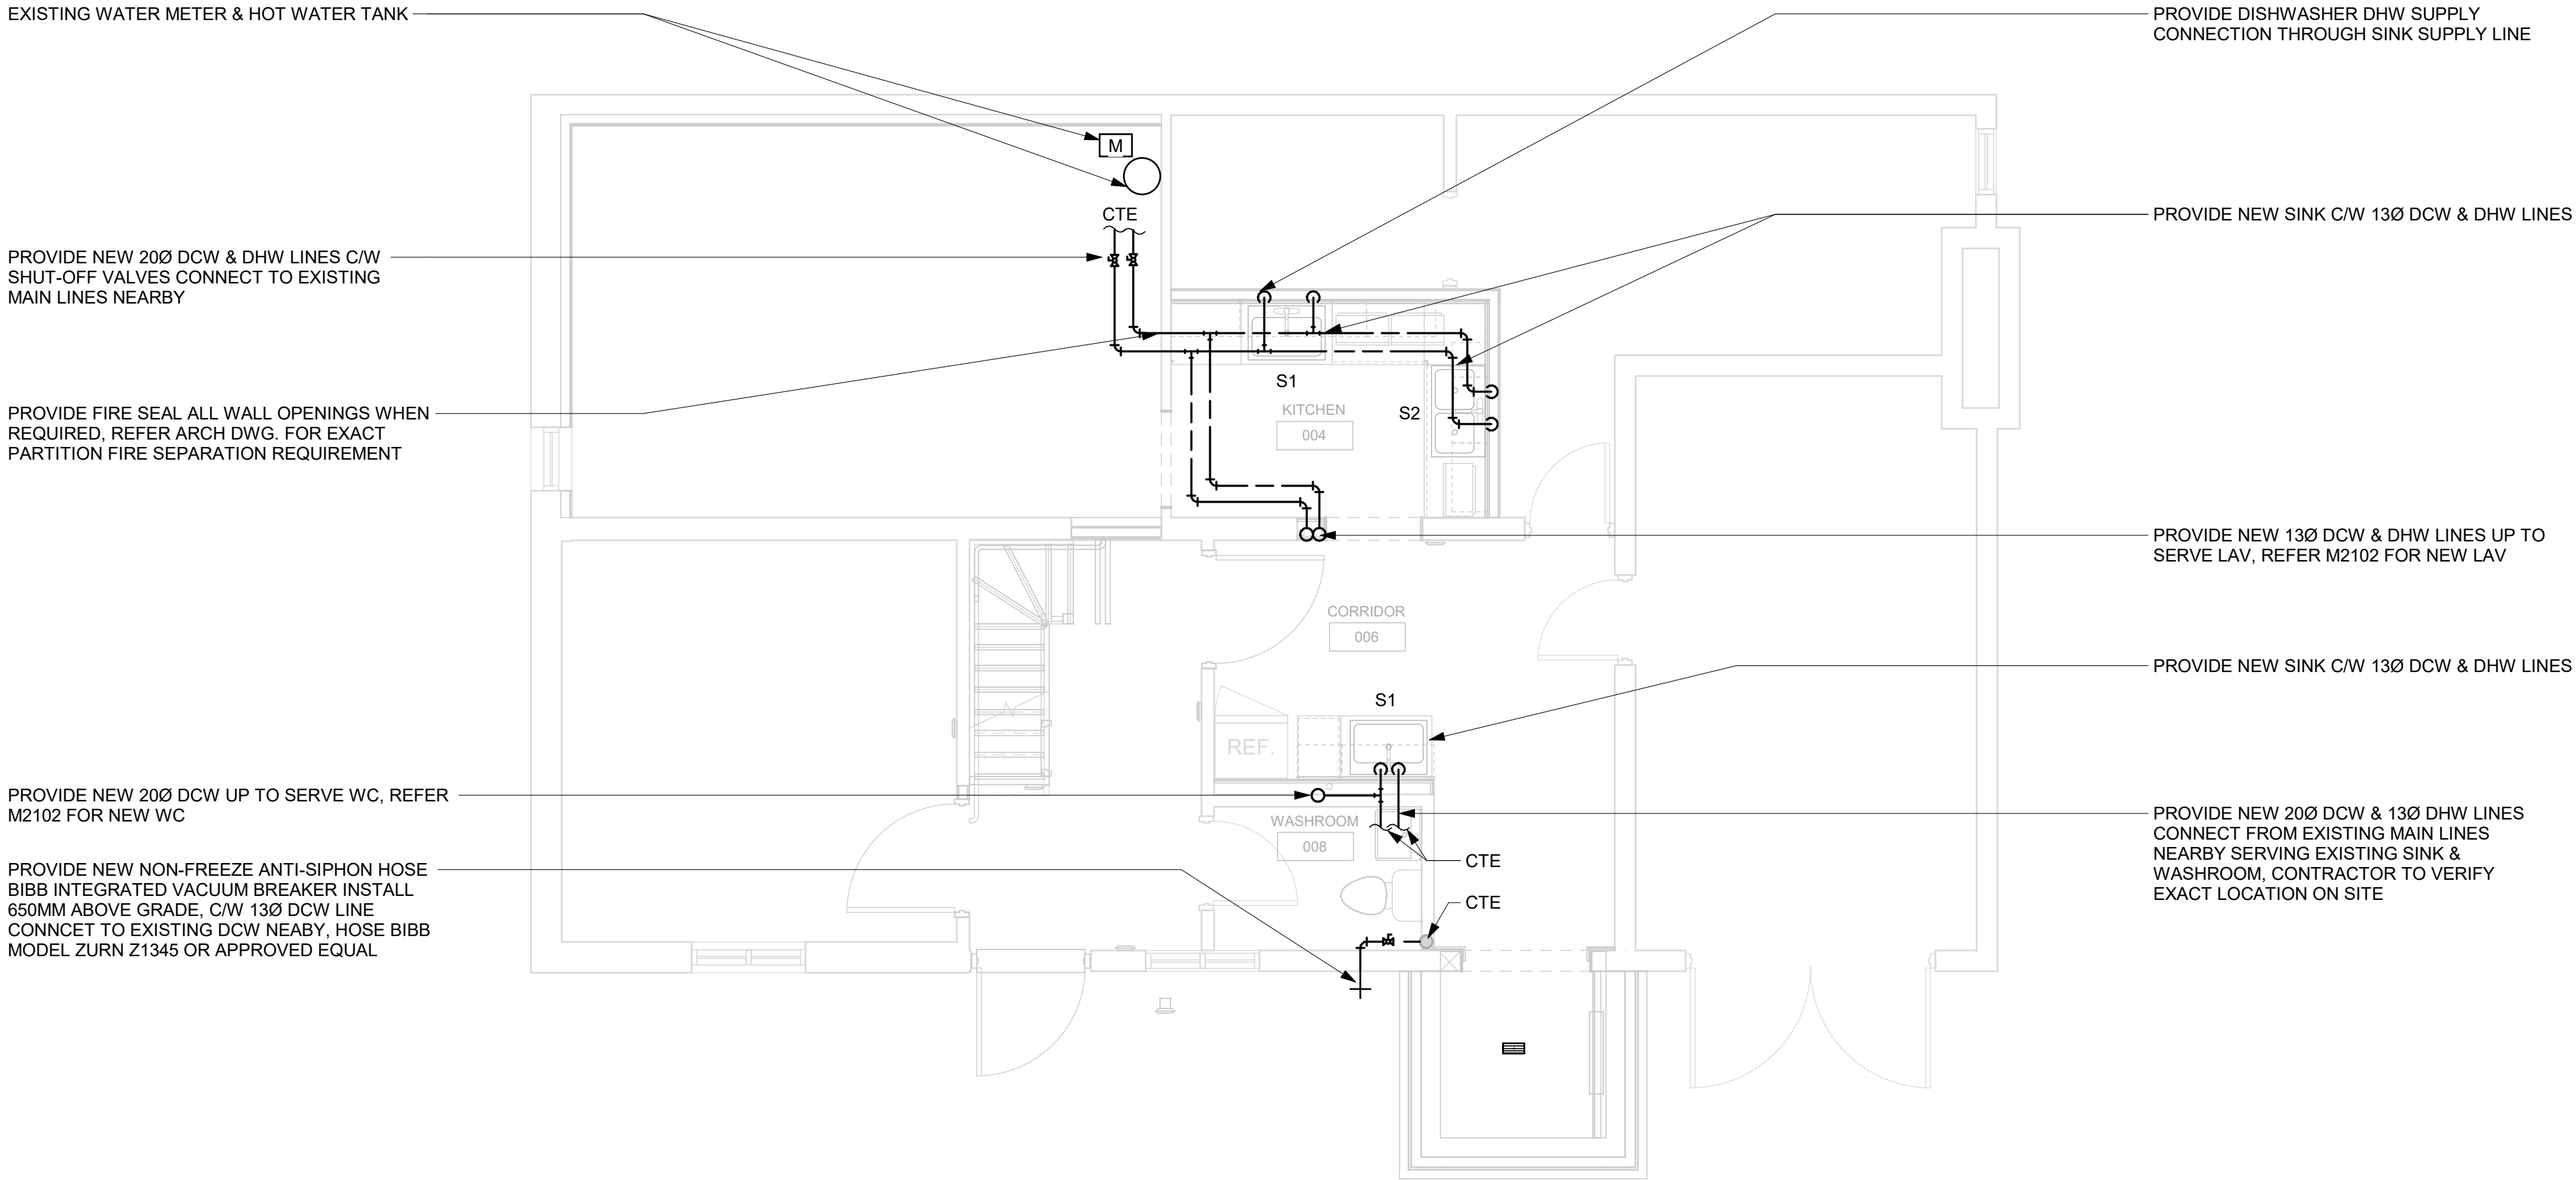 EXISTING WATER METER & HOT WATER TANK
PROVIDE DISHWASHER DHW SUPPLY
CONNECTION THROUGH SINK SUPPLY LINE
M
CTE
PROVIDE NEW SINK C/W 13Ø DCW & DHW LINES
PROVIDE NEW 20Ø DCW & DHW LINES C/W
SHUT-OFF VALVES CONNECT TO EXISTING
MAIN LINES NEARBY
S1
KITCHEN
004
S2
PROVIDE FIRE SEAL ALL WALL OPENINGS WHEN
REQUIRED, REFER ARCH DWG. FOR EXACT
PARTITION FIRE SEPARATION REQUIREMENT
PROVIDE NEW 13Ø DCW & DHW LINES UP TO
SERVE LAV, REFER M2102 FOR NEW LAV
CORRIDOR
006
PROVIDE NEW SINK C/W 13Ø DCW & DHW LINES
S1
REF.
PROVIDE NEW 20Ø DCW UP TO SERVE WC, REFER
M2102 FOR NEW WC
WASHROOM
008
CTE
CTE
PROVIDE NEW 20Ø DCW & 13Ø DHW LINES
CONNECT FROM EXISTING MAIN LINES
NEARBY SERVING EXISTING SINK &
WASHROOM, CONTRACTOR TO VERIFY
EXACT LOCATION ON SITE
PROVIDE NEW NON-FREEZE ANTI-SIPHON HOSE
BIBB INTEGRATED VACUUM BREAKER INSTALL
650MM ABOVE GRADE, C/W 13Ø DCW LINE
CONNCET TO EXISTING DCW NEABY, HOSE BIBB
MODEL ZURN Z1345 OR APPROVED EQUAL